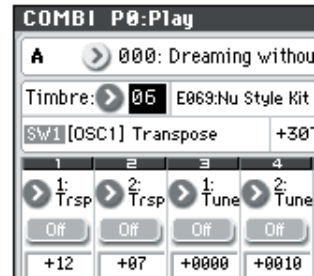 COMBI P0:Play
A 000: Dreaming withou
Timbre: 06 E069:Nu Style Kit
SW1 [OSC1] Transpose +307
1 2 3 4
1: Trsp 2: Trsp 1: Tune 2: Tune
Off Off Off Off
+12 +07 +0000 +0010